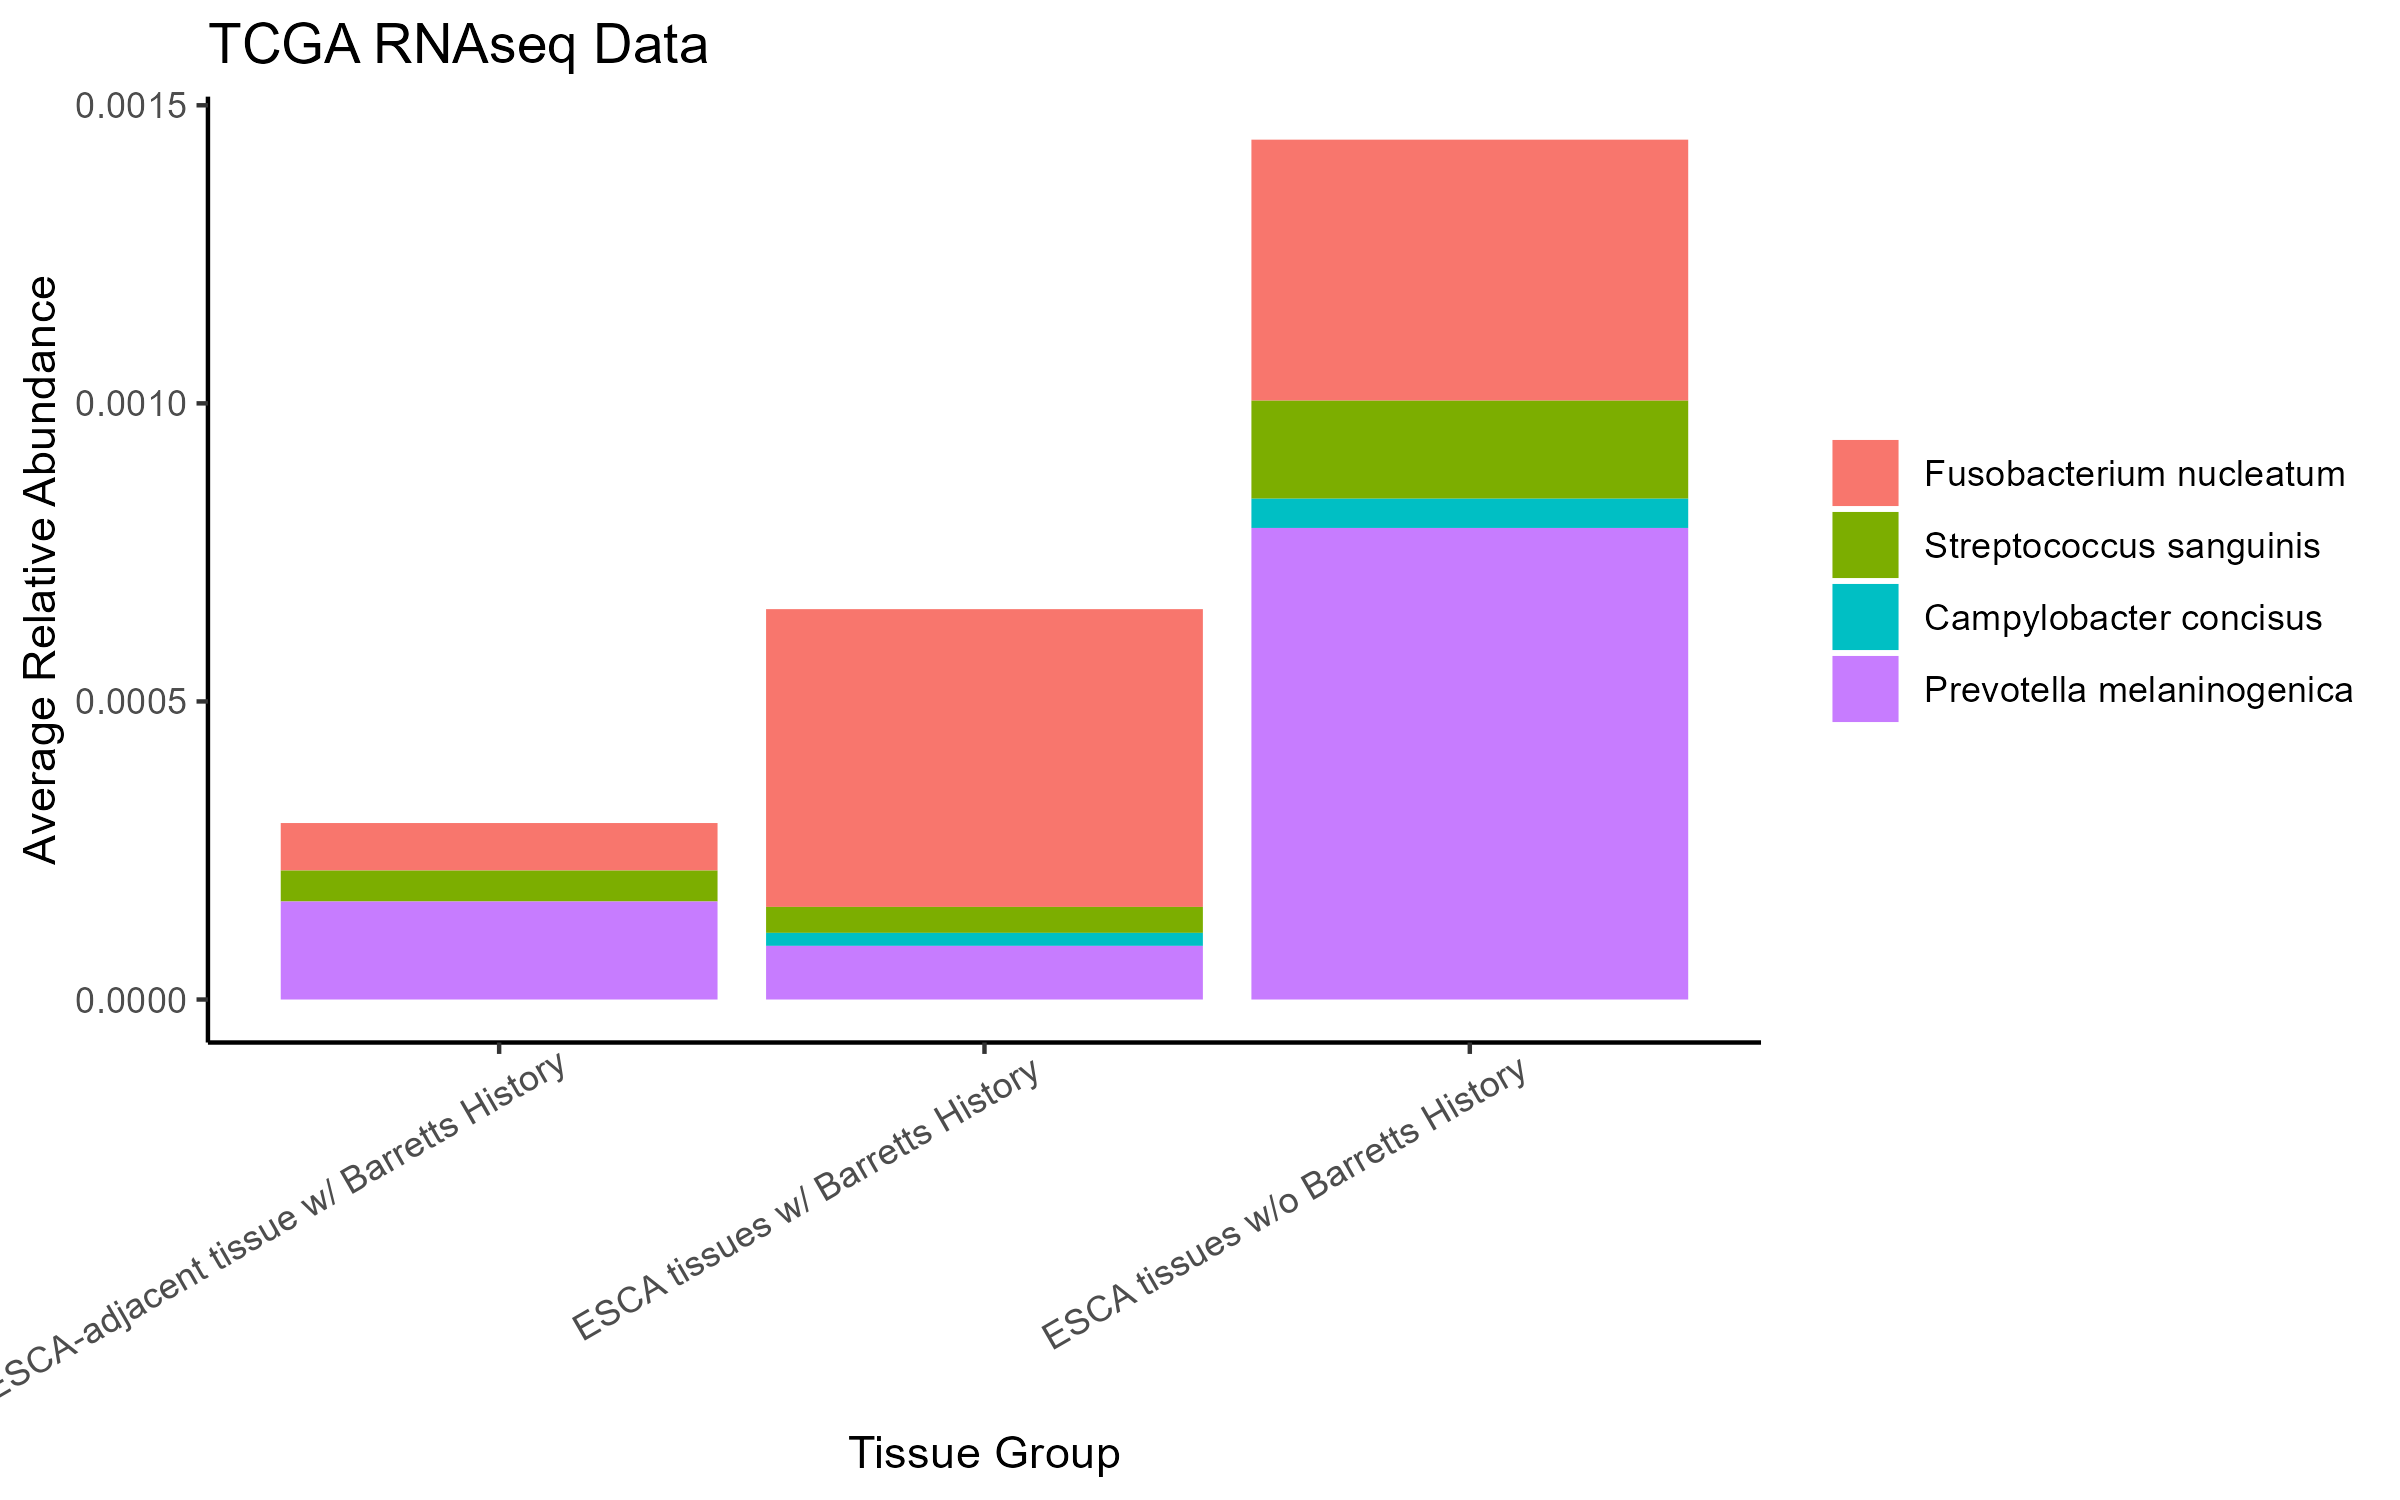 TCGA RNAseq Data
Average Relative Abundance
0.0015
0.0010
0.0005
0.0000
Fusobacterium nucleatum
Streptococcus sanguinis
Campylobacter concisus
Prevotella melaninogenica
ESCA-adjacent tissue w/ Barretts History
ESCA tissues w/ Barretts History
ESCA tissues w/o Barretts History
Tissue Group